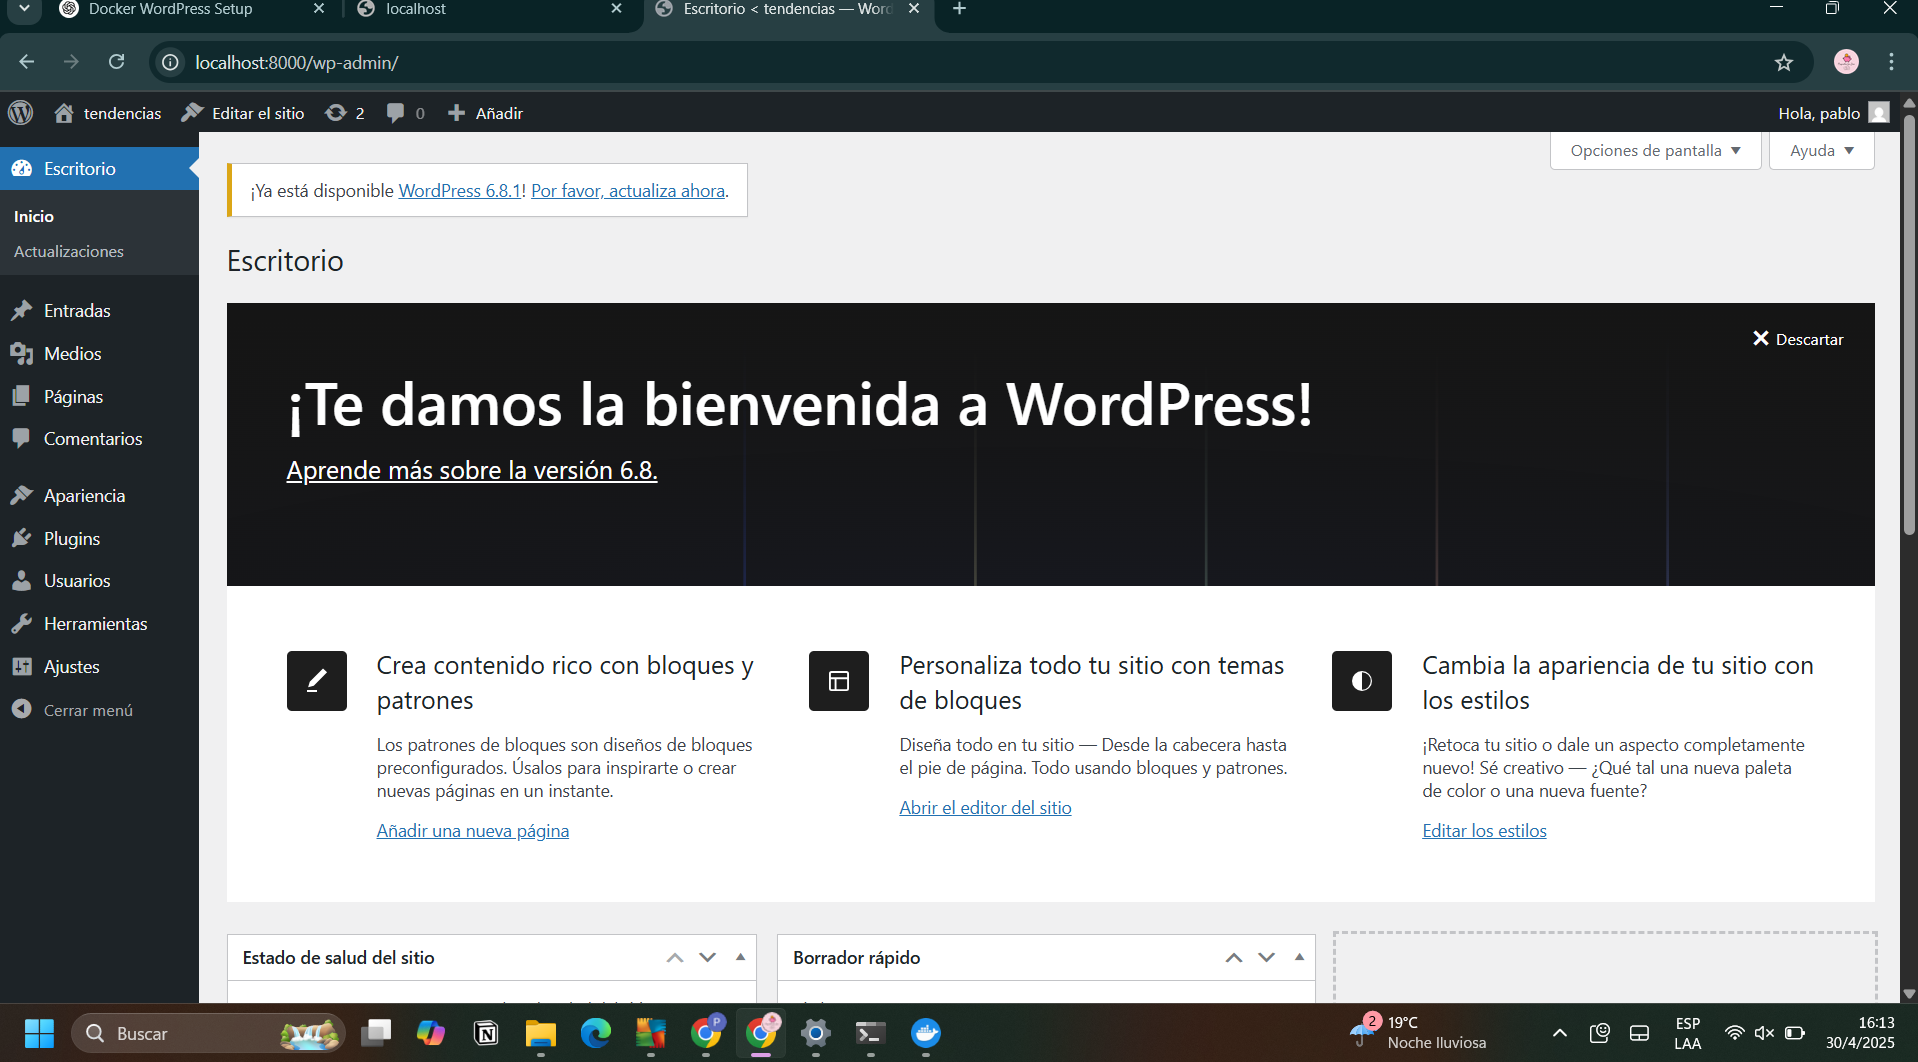 Docker WordPress Setup
localhost
Escritorio < tendencias — Word
localhost:8000/wp-admin/
tendencias
Editar el sitio
2
0
Añadir
Hola, pablo
Escritorio
Inicio
Actualizaciones
Entradas
Medios
Páginas
Comentarios
Apariencia
Plugins
Usuarios
Herramientas
Ajustes
Cerrar menú
Opciones de pantalla
Ayuda
¡Ya está disponible WordPress 6.8.1! Por favor, actualiza ahora.
Escritorio
Descartar
¡Te damos la bienvenida a WordPress!
Aprende más sobre la versión 6.8.
Crea contenido rico con bloques y
patrones
Los patrones de bloques son diseños de bloques
preconfigurados. Úsalos para inspirarte o crear
nuevas páginas en un instante.
Añadir una nueva página
Personaliza todo tu sitio con temas
de bloques
Diseña todo en tu sitio — Desde la cabecera hasta
el pie de página. Todo usando bloques y patrones.
Abrir el editor del sitio
Cambia la apariencia de tu sitio con
los estilos
¡Retoca tu sitio o dale un aspecto completamente
nuevo! Sé creativo — ¿Qué tal una nueva paleta
de color o una nueva fuente?
Editar los estilos
Estado de salud del sitio
Borrador rápido
Buscar
P
2
19°C
Noche lluviosa
ESP
LAA
16:13
30/4/2025